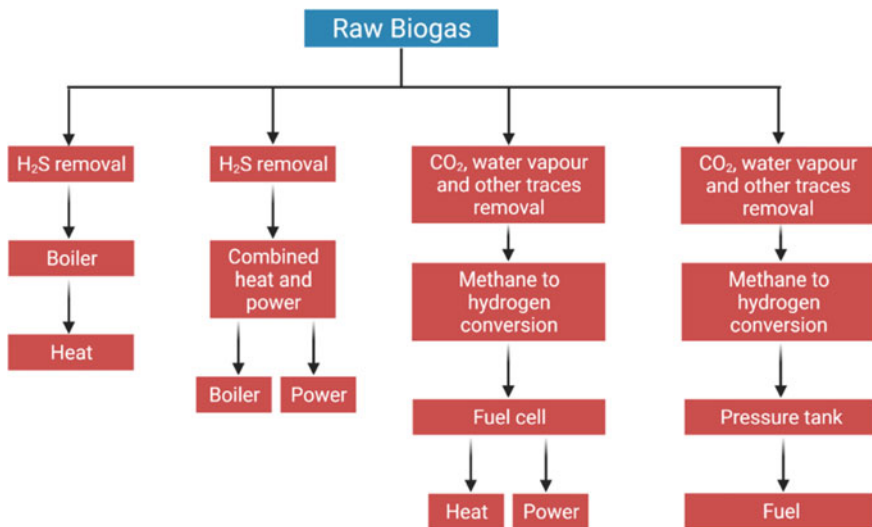 Raw Biogas
H₂S removal
H₂S removal
CO₂, water vapour
and other traces
removal
CO₂, water vapour
and other traces
removal
Boiler
Combined
heat and
power
Methane to
hydrogen
conversion
Methane to
hydrogen
conversion
Heat
Boiler
Power
Fuel cell
Pressure tank
Heat
Power
Fuel